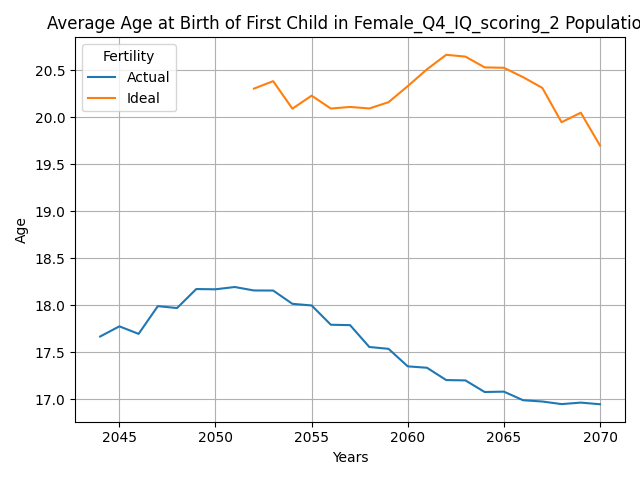 Average Age at Birth of First Child in Female_Q4_IQ_scoring_2 Populatio
Fertility
Actual
Ideal
20.5
20.0
19.5
19.0
18.5
18.0
17.5
17.0
Age
2045
2050
2055
2060
2065
2070
Years